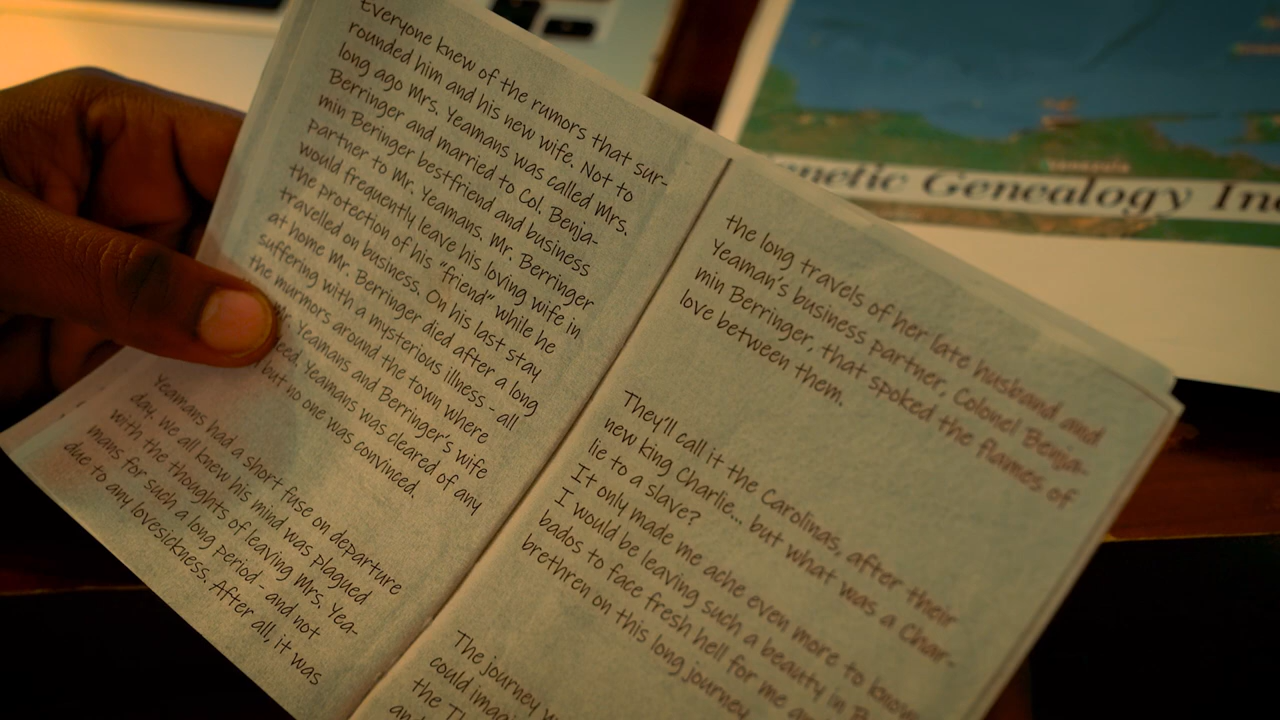 Everyone knew of the rumors that sur-
rounded him and his new wife. Not to
long ago Mrs. Yeamans was called Mrs.
Berringer and married to Col. Benja-
min Beringer bestfriend and business
partner to Mr. Yeamans. Mr. Berringer
would frequently leave his loving wife in
the protection of his "friend" while he
travelled on business. On his last stay
at home Mr. Berringer died after a long
suffering with a mysterious illness - all
the murmors around the town where
Yeamans and Berringer's wife
Yeamans was cleared of any
but no one was convinced.
Yeamans had a short fuse on departure
day, we all knew his mind was plagued
with the thoughts of leaving Mrs. Yea-
mans for such a long period - and not
due to any lovesickness. After all, it was
the long travels of her late husband and
Yeaman's business partner, Colonel Benja-
min Berringer, that spoked the flames of
love between them.
They'll call it the Carolinas, after their
new king Charlie... but what was a Char-
lie to a slave?
It only made me ache even more to know
I would be leaving such a beauty in
bados to face fresh hell for me
brethren on this long journey
The journey
could
the
Genealogy